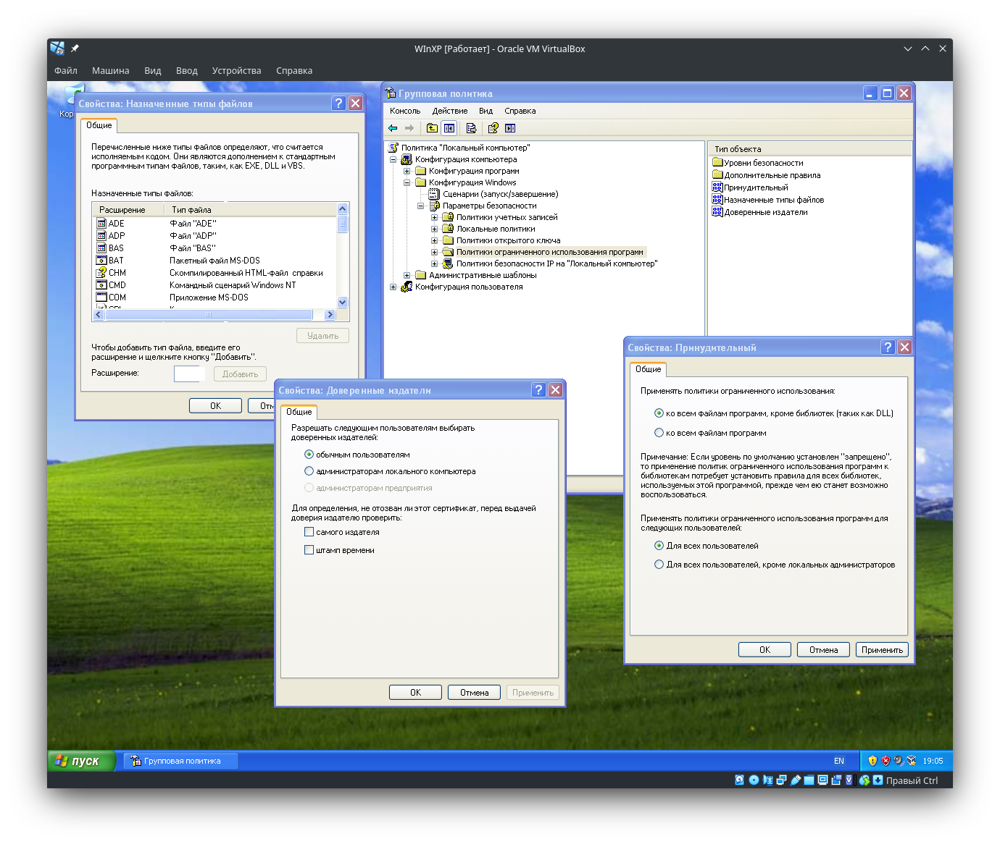 WInXP [Работает] - Oracle VM VirtualBox
Файл Машина Вид Ввод Устройства Справка
Кор
Свойства: Назначенные типы файлов
Общие
Перечисленные ниже типы файлов определяют, что считается
исполняемым кодом. Они являются дополнением к стандартным
программным типам файлов, таким, как EXE, DLL и VBS.
Назначенные типы файлов:
Расширение Тип файла
ADE Файл "ADE"
ADP Файл "ADP"
BAS Файл "BAS"
BAT Пакетный файл MS-DOS
CHM Скомпилированный HTML-файл справки
CMD Командный сценарий Windows NT
COM Приложение MS-DOS
Удалить
Чтобы добавить тип файла, введите его
расширение и щелкните кнопку "Добавить".
Расширение: Добавить
OK Отм
Групповая политика
Консоль Действие Вид Справка
Политика "Локальный компьютер"
Конфигурация компьютера
Конфигурация программ
Конфигурация Windows
Сценарии (запуск/завершение)
Параметры безопасности
Политики учетных записей
Локальные политики
Политики открытого ключа
Политики ограниченного использования программ
Политики безопасности IP на "Локальный компьютер"
Административные шаблоны
Конфигурация пользователя
Тип объекта
Уровни безопасности
Дополнительные правила
Принудительный
Назначенные типы файлов
Доверенные издатели
Свойства: Доверенные издатели
Общие
Разрешать следующим пользователям выбирать
доверенных издателей:
обычным пользователям
администраторам локального компьютера
администраторам предприятия
Для определения, не отозван ли этот сертификат, перед выдачей
доверия издателю проверить:
самого издателя
штамп времени
OK Отмена Применить
Свойства: Принудительный
Общие
Применять политики ограниченного использования:
ко всем файлам программ, кроме библиотек (таких как DLL)
ко всем файлам программ
Примечание: Если уровень по умолчанию установлен "запрещено",
то применение политик ограниченного использования программ к
библиотекам потребует установить правила для всех библиотек,
используемых этой программой, прежде чем ею станет возможно
воспользоваться.
Применять политики ограниченного использования программ для
следующих пользователей:
Для всех пользователей
Для всех пользователей, кроме локальных администраторов
OK Отмена Применить
пуск Групповая политика EN 19:05
Правый Ctrl